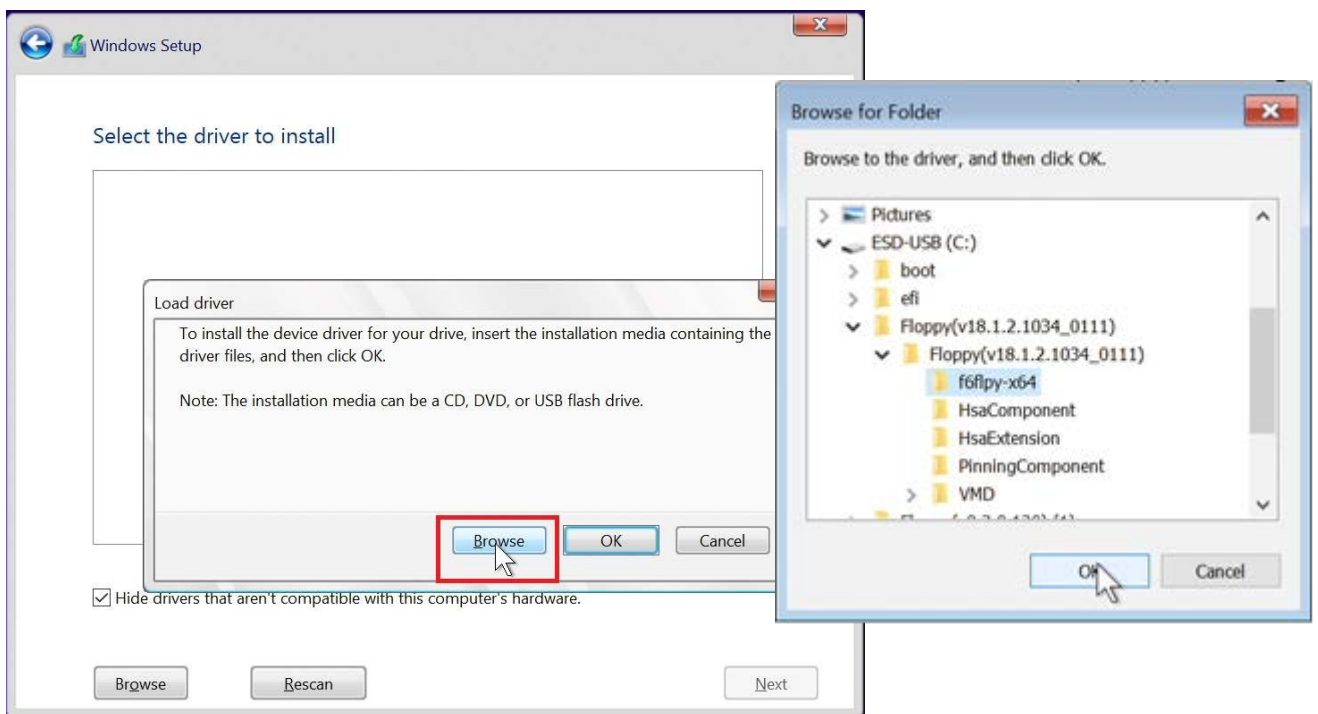 Windows Setup
Select the driver to install
Load driver
To install the device driver for your drive, insert the installation media containing the
driver files, and then click OK.
Note: The installation media can be a CD, DVD, or USB flash drive.
Browse
OK
Cancel
Hide drivers that aren't compatible with this computer's hardware.
Browse
Rescan
Next
Browse for Folder
Browse to the driver, and then click OK.
Pictures
ESD-USB (C:)
boot
efi
Floppy(v18.1.2.1034_0111)
Floppy(v18.1.2.1034_0111)
f6flpy-x64
HsaComponent
HsaExtension
PinningComponent
VMD
OK
Cancel